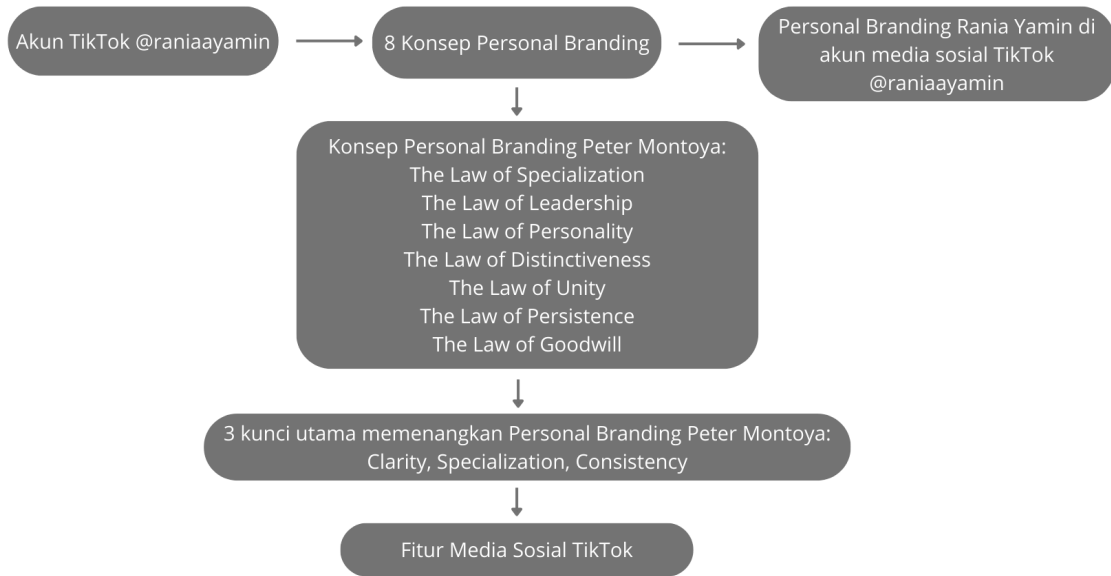 Akun TikTok @raniaayamin
8 Konsep Personal Branding
Personal Branding Rania Yamin di
akun media sosial TikTok
@raniaayamin
Konsep Personal Branding Peter Montoya:
The Law of Specialization
The Law of Leadership
The Law of Personality
The Law of Distinctiveness
The Law of Unity
The Law of Persistence
The Law of Goodwill
3 kunci utama memenangkan Personal Branding Peter Montoya:
Clarity, Specialization, Consistency
Fitur Media Sosial TikTok